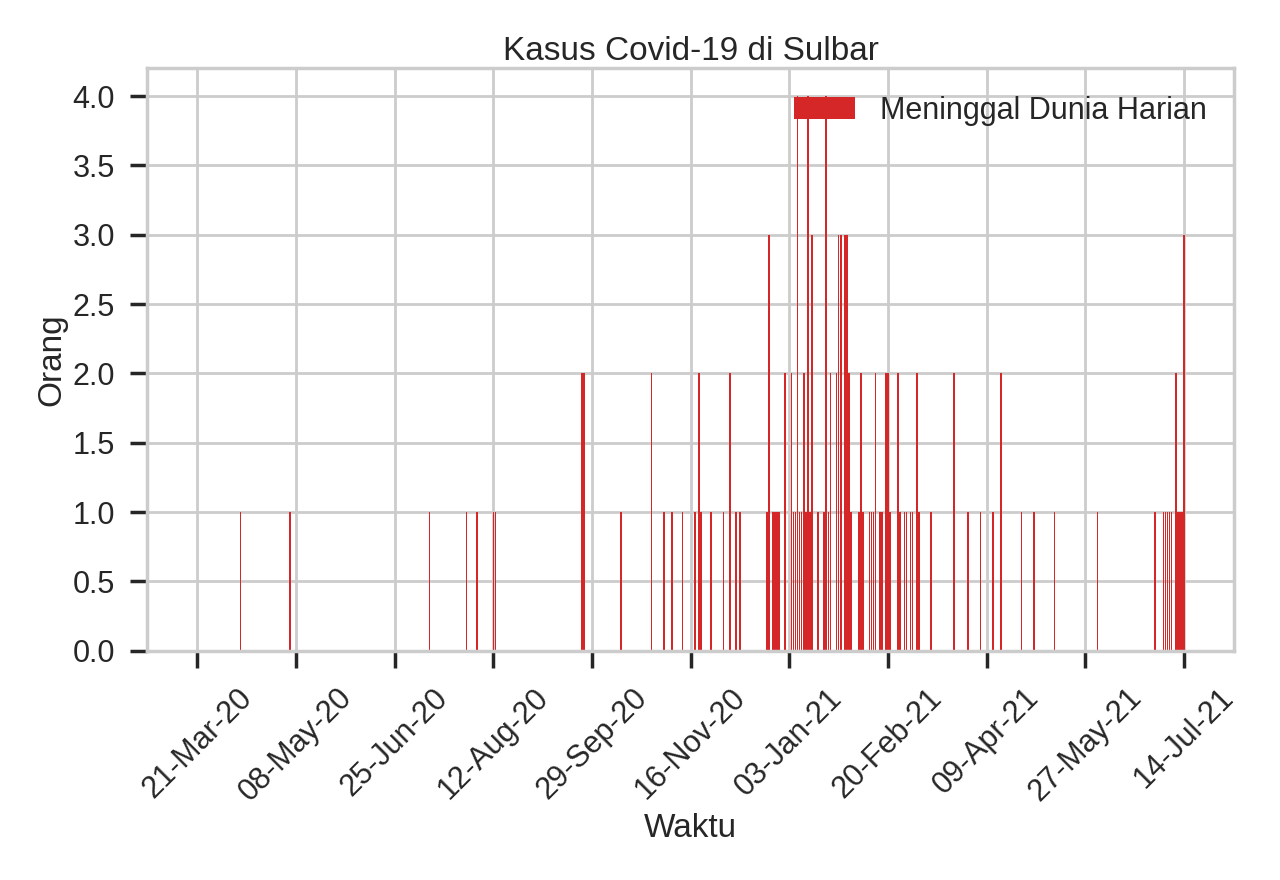 Kasus Covid-19 di Sulbar
Meninggal Dunia Harian
Orang
4.0
3.5
3.0
2.5
2.0
1.5
1.0
0.5
0.0
21-Mar-20
08-May-20
25-Jun-20
12-Aug-20
29-Sep-20
16-Nov-20
03-Jan-21
20-Feb-21
09-Apr-21
27-May-21
14-Jul-21
Waktu